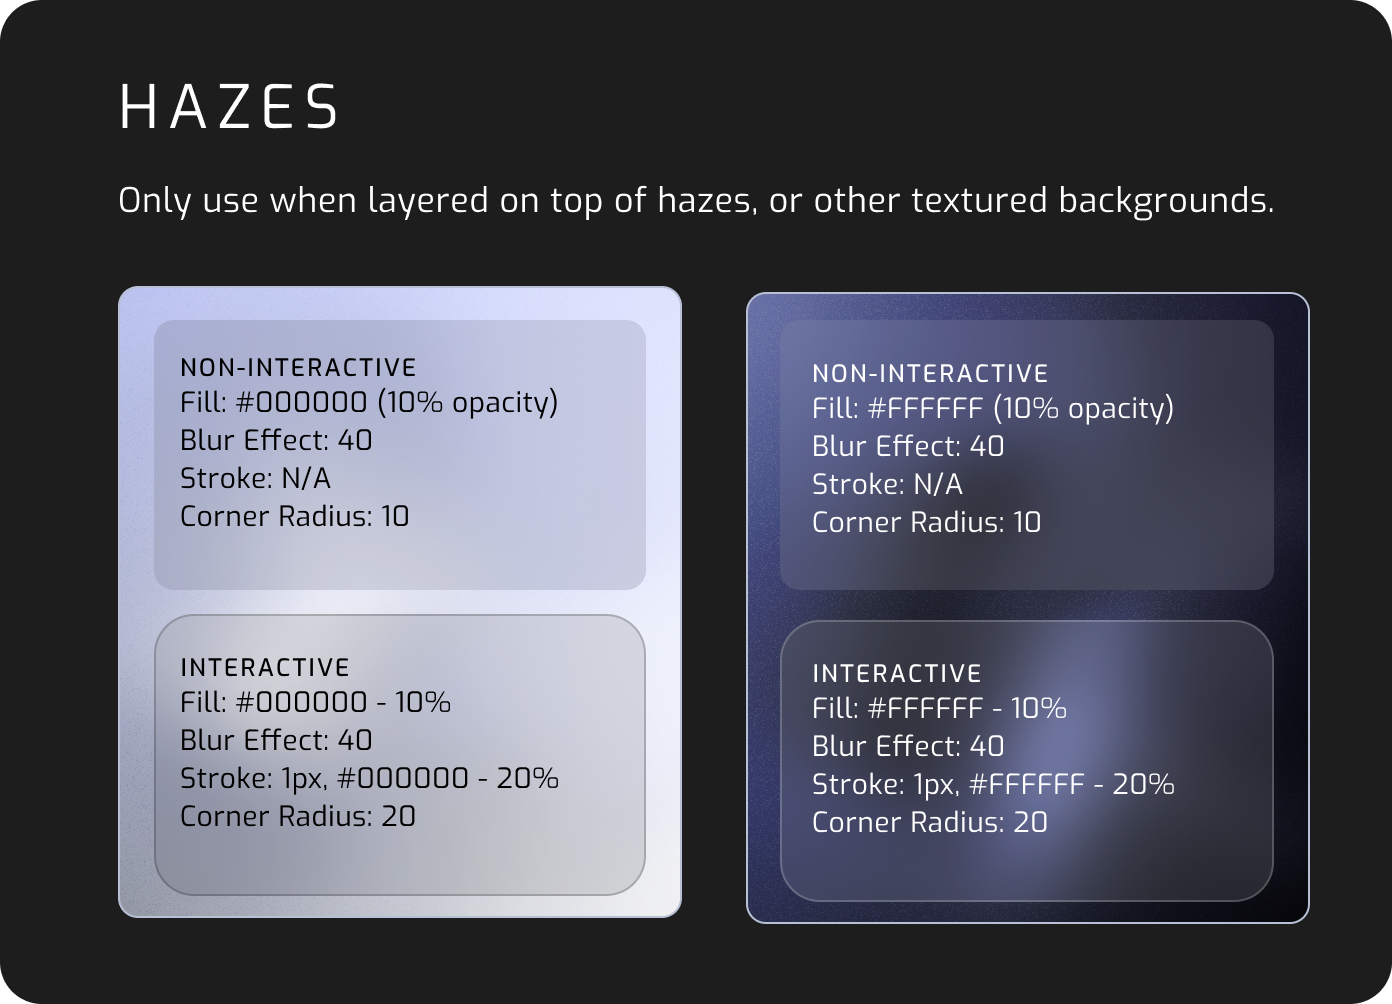 HAZES
Only use when layered on top of hazes, or other textured backgrounds.
NON-INTERACTIVE
Fill: #000000 (10% opacity)
Blur Effect: 40
Stroke: N/A
Corner Radius: 10
INTERACTIVE
Fill: #000000 - 10%
Blur Effect: 40
Stroke: 1px, #000000 - 20%
Corner Radius: 20
NON-INTERACTIVE
Fill: #FFFFFF (10% opacity)
Blur Effect: 40
Stroke: N/A
Corner Radius: 10
INTERACTIVE
Fill: #FFFFFF - 10%
Blur Effect: 40
Stroke: 1px, #FFFFFF - 20%
Corner Radius: 20